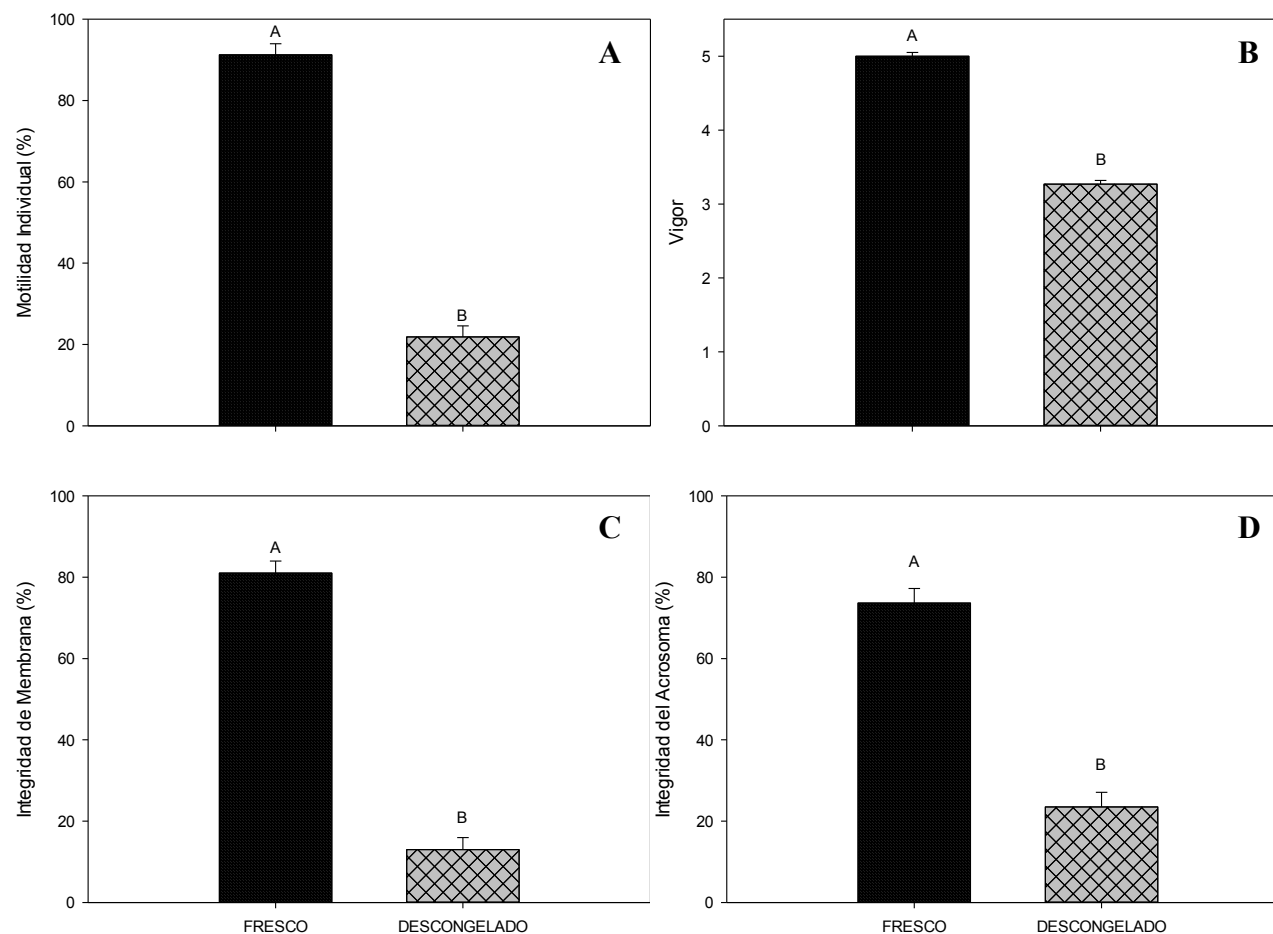 Motilidad Individual (%)
100
80
60
40
20
0
A
B
A
Vigor
5
4
3
2
1
0
A
B
B
Integridad de Membrana (%)
100
80
60
40
20
0
A
B
C
FRESCO
DESCONGELADO
Integridad del Acrosoma (%)
100
80
60
40
20
0
A
B
D
FRESCO
DESCONGELADO